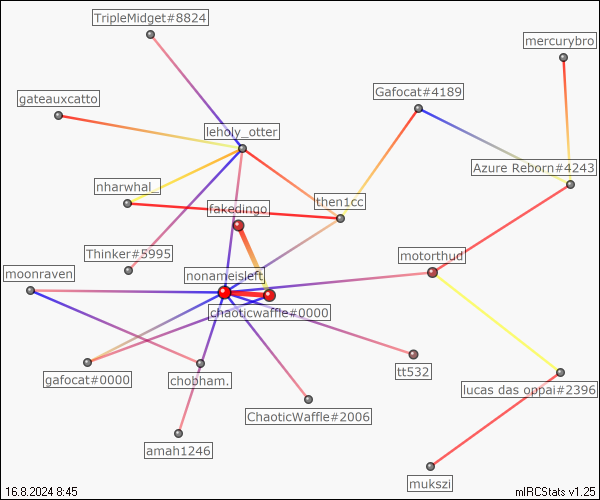 TripleMidget#8824
mercurybro
gateauxcatto
Gafocat#4189
leholy_otter
Azure Reborn#4243
nharwhal_
then1cc
fakedingo
Thinker#5995
motorthud
moonraven
nonameisleft
chaoticwaffle#0000
gafocat#0000
chobham.
tt532
lucas das oppai#2396
ChaoticWaffle#2006
amah1246
mukszi
16.8.2024 8:45
mIRCStats v1.25